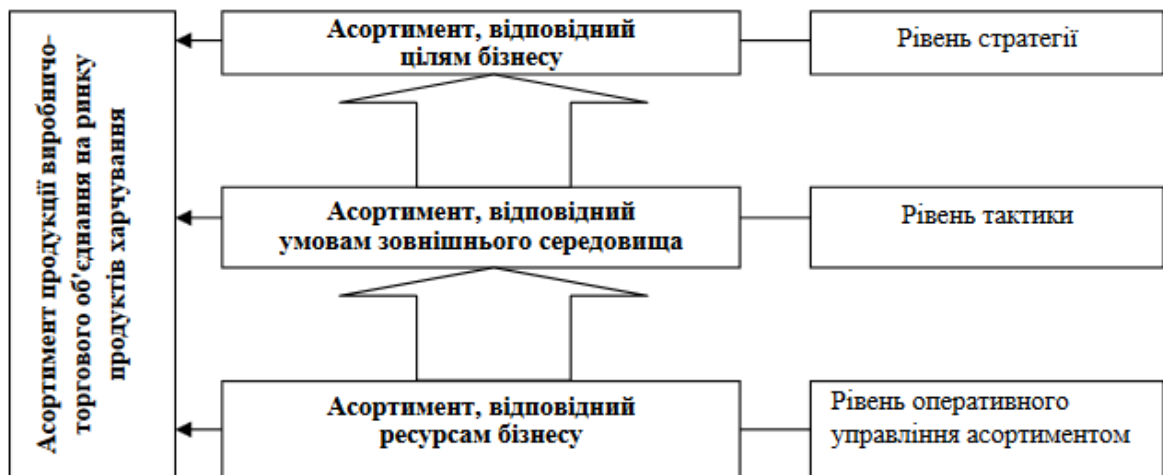 Асортимент продукції виробничо-
торгового об'єднання на ринку
продуктів харчування
Асортимент, відповідний
цілям бізнесу
Рівень стратегії
Асортимент, відповідний
умовам зовнішнього середовища
Рівень тактики
Асортимент, відповідний
ресурсам бізнесу
Рівень оперативного
управління асортиментом